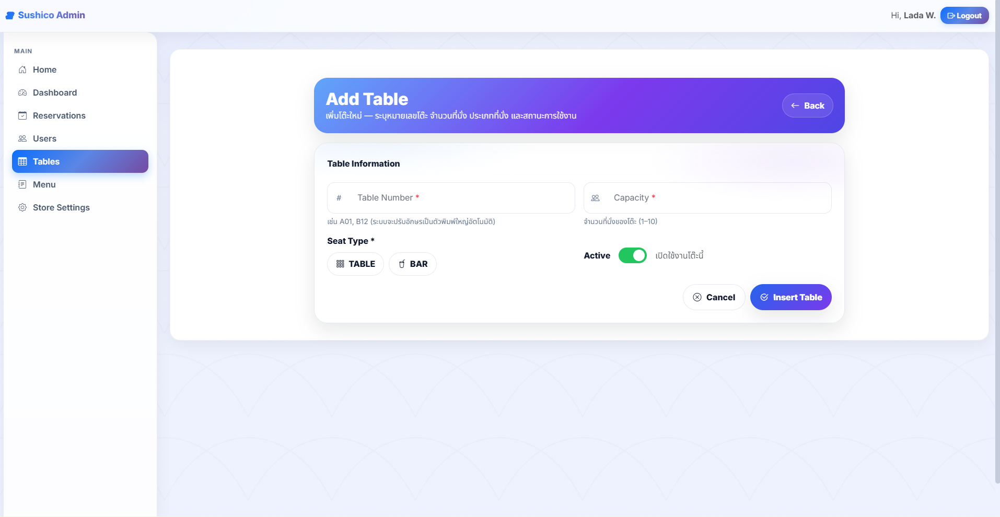 Sushico Admin
Hi, Lada W.
Logout
MAIN
Home
Dashboard
Reservations
Users
Tables
Menu
Store Settings
Add Table
เพิ่มโต๊ะใหม่ — ระบุหมายเลขโต๊ะ จำนวนที่นั่ง ประเภทที่นั่ง และสถานะการใช้งาน
Back
Table Information
# Table Number *
Capacity *
เช่น A01, B12 (ระบบจะปรับอักษรเป็นตัวพิมพ์ใหญ่อัตโนมัติ)
จำนวนที่นั่งของโต๊ะ (1–10)
Seat Type *
TABLE
BAR
Active
เปิดใช้งานโต๊ะนี้
Cancel
Insert Table